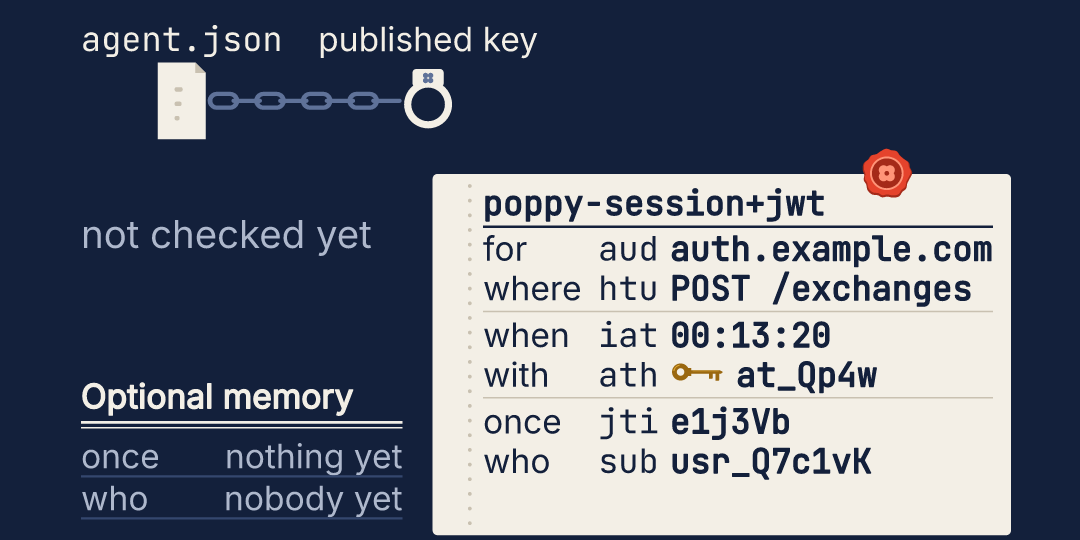 agent.json published key
not checked yet
Optional memory
once nothing yet
who nobody yet
poppy-session+jwt
for aud auth.example.com
where htu POST /exchanges
when iat 00:13:20
with ath at_Qp4w
once jti e1j3Vb
who sub usr_Q7c1vK